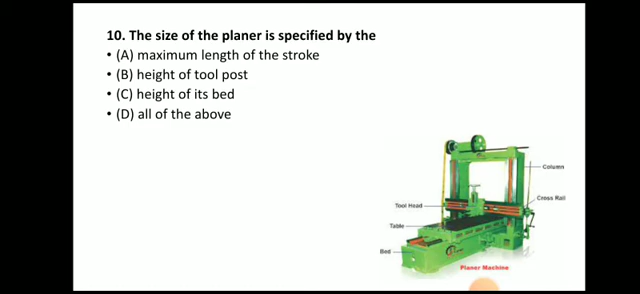 10. The size of the planer is specified by the
• (A) maximum length of the stroke
• (B) height of tool post
• (C) height of its bed
• (D) all of the above
Column
Cross Rail
Tool Head
Table
Bed
Planer Machine